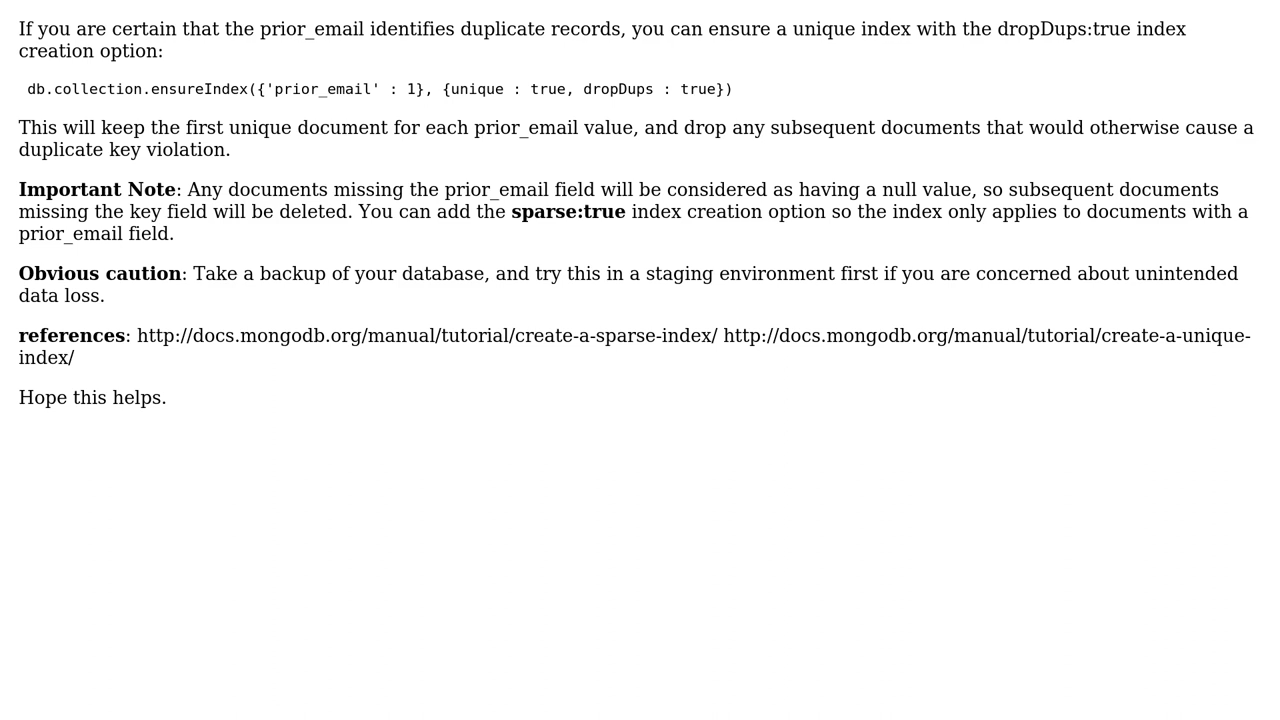 If you are certain that the prior_email identifies duplicate records, you can ensure a unique index with the dropDups:true index
creation option:
db.collection.ensureIndex({'prior_email' : 1}, {unique : true, dropDups : true})
This will keep the first unique document for each prior_email value, and drop any subsequent documents that would otherwise cause a
duplicate key violation.
Important Note: Any documents missing the prior_email field will be considered as having a null value, so subsequent documents
missing the key field will be deleted. You can add the sparse:true index creation option so the index only applies to documents with a
prior_email field.
Obvious caution: Take a backup of your database, and try this in a staging environment first if you are concerned about unintended
data loss.
references: http://docs.mongodb.org/manual/tutorial/create-a-sparse-index/ http://docs.mongodb.org/manual/tutorial/create-a-unique-
index/
Hope this helps.